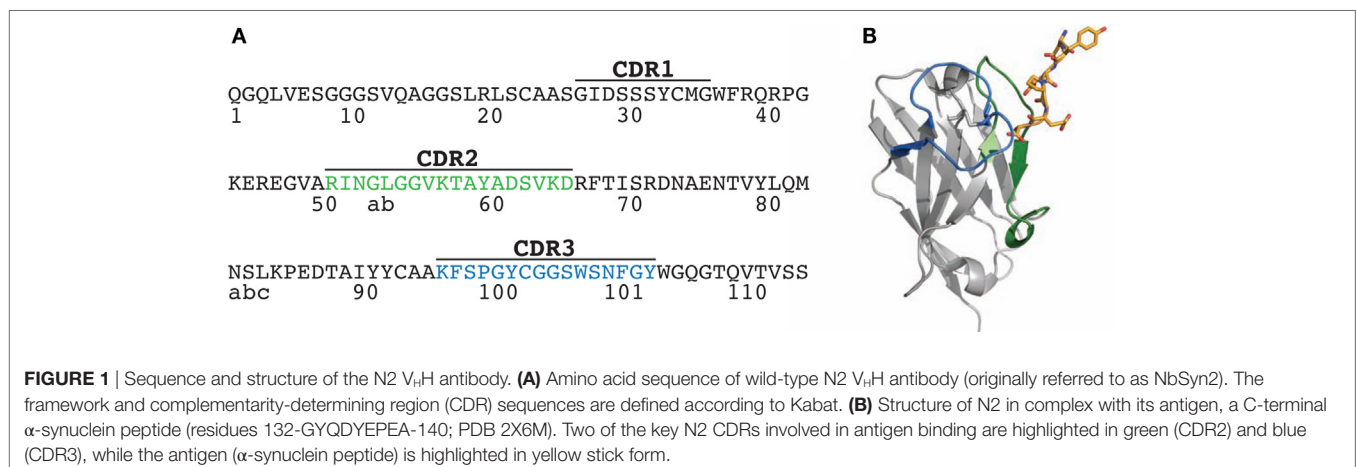 A
B
CDR1
QGQLVESGGGSVQAGGSLRLSCAASGIDSSSYCMGWFRQRPG
1 10 20 30 40
CDR2
KEREGVARINGLGGVKTAYADSVKDRFTISRDNAENTVYLQM
50 ab 60 70 80
CDR3
NSLKPEDTAIYYCAAKFSPGYCGGSWSNFGYWGQGTQVTVSS
abc 90 100 101 110
FIGURE 1 | Sequence and structure of the N2 VHH antibody. (A) Amino acid sequence of wild-type N2 VHH antibody (originally referred to as NbSyn2). The
framework and complementarity-determining region (CDR) sequences are defined according to Kabat. (B) Structure of N2 in complex with its antigen, a C-terminal
α-synuclein peptide (residues 132-GYQDYEPEA-140; PDB 2X6M). Two of the key N2 CDRs involved in antigen binding are highlighted in green (CDR2) and blue
(CDR3), while the antigen (α-synuclein peptide) is highlighted in yellow stick form.